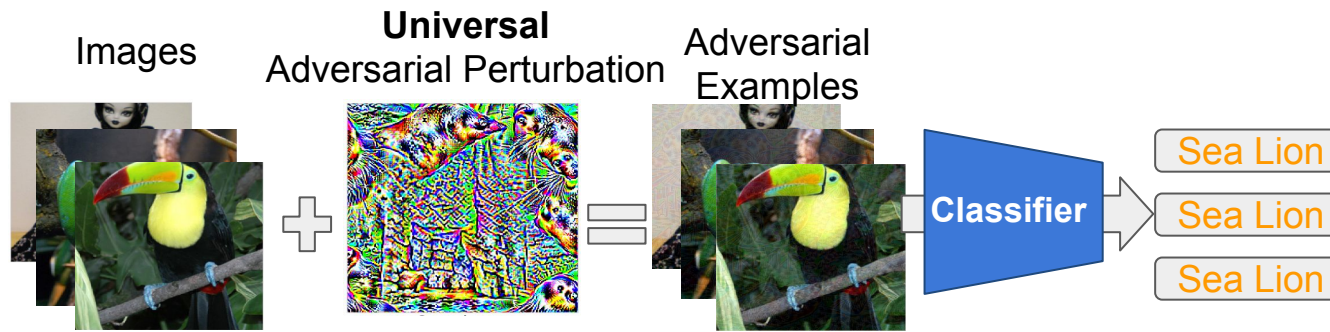 Images
Universal
Adversarial Perturbation
Adversarial
Examples
Classifier
Sea Lion
Sea Lion
Sea Lion